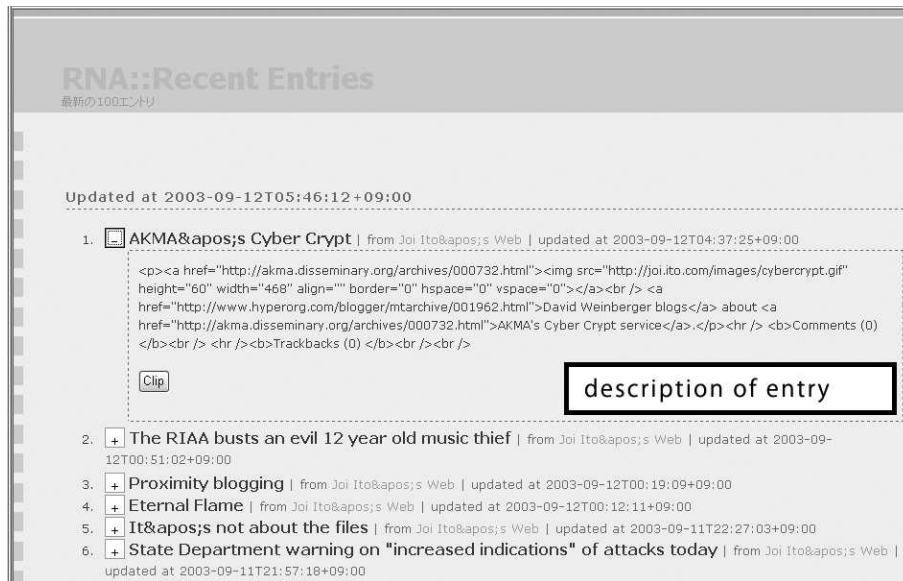 RNA::Recent Entries
最新の100エントリ
Updated at 2003-09-12T05:46:12+09:00
1. - AKMA&apos;s Cyber Crypt | from Joi Ito&apos;s Web | updated at 2003-09-12T04:37:25+09:00
<p><a href="http://akma.disseminary.org/archives/000732.html"><img src="http://joi.ito.com/images/cybercrypt.gif"
height="60" width="468" align="" border="0" hspace="0" vspace="0"></a><br /> <a
href="http://www.hyperorg.com/blogger/mtarchive/001962.html">David Weinberger blogs</a> about <a
href="http://akma.disseminary.org/archives/000732.html">AKMA's Cyber Crypt service</a>.</p><hr /> <b>Comments (0)
</b><br /> <hr /><b>Trackbacks (0) </b><br /><br />
Clip
description of entry
2. + The RIAA busts an evil 12 year old music thief | from Joi Ito&apos;s Web | updated at 2003-09-
12T00:51:02+09:00
3. + Proximity blogging | from Joi Ito&apos;s Web | updated at 2003-09-12T00:19:09+09:00
4. + Eternal Flame | from Joi Ito&apos;s Web | updated at 2003-09-12T00:12:11+09:00
5. + It&apos;s not about the files | from Joi Ito&apos;s Web | updated at 2003-09-11T22:27:03+09:00
6. + State Department warning on "increased indications" of attacks today | from Joi Ito&apos;s Web |
updated at 2003-09-11T21:57:18+09:00